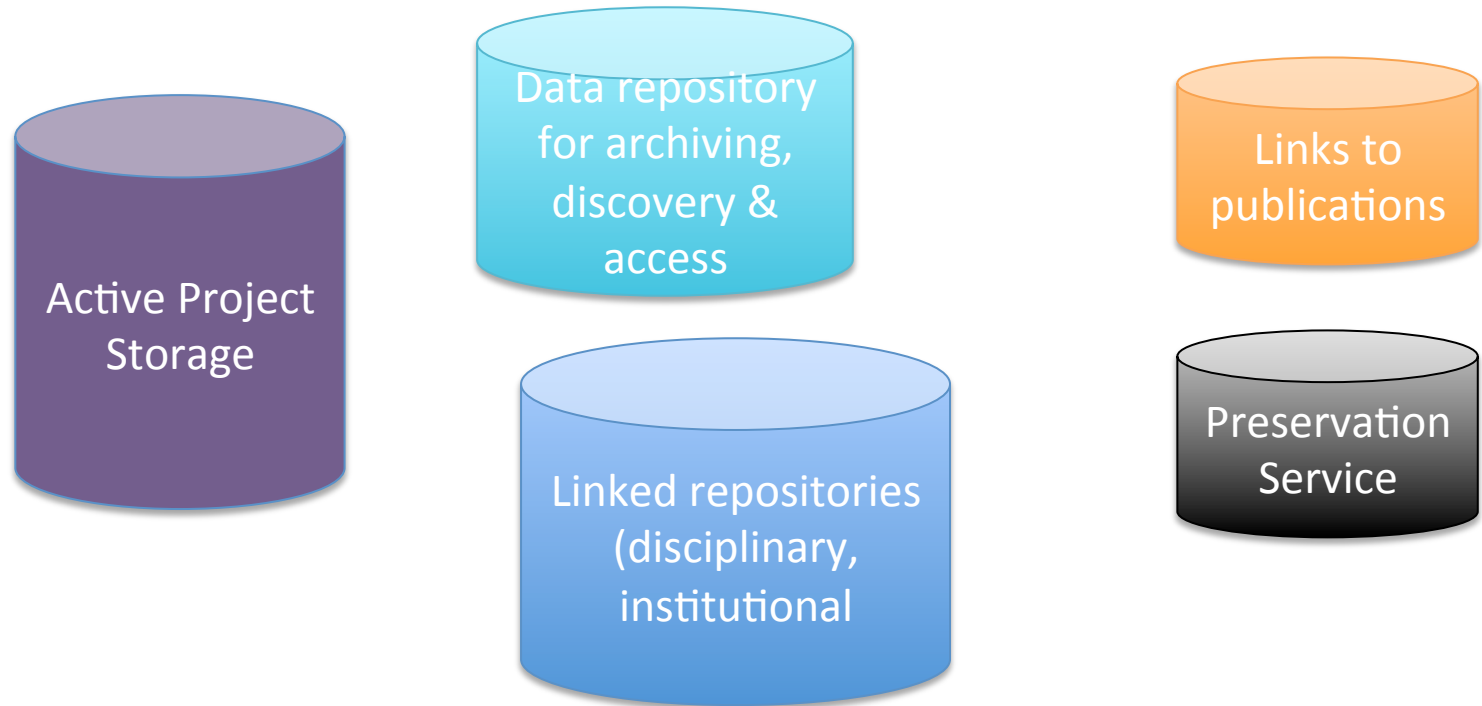 Active Project
Storage
Data repository
for archiving,
discovery &
access
Linked repositories
(disciplinary,
institutional
Links to
publications
Preservation
Service